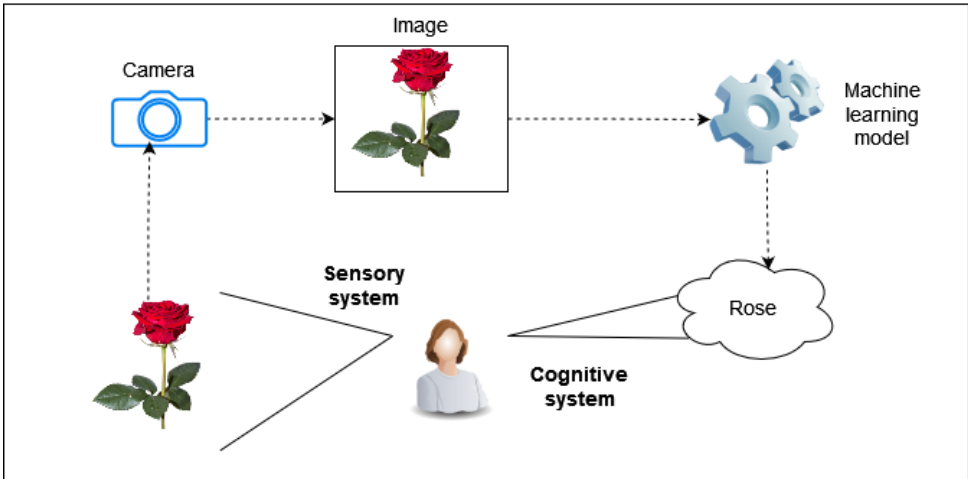 Image
Camera
Machine
learning
model
Sensory
system
Rose
Cognitive
system